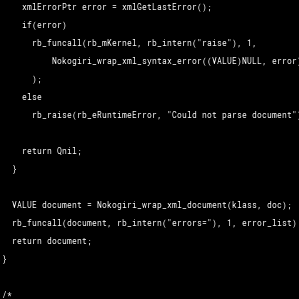 xmlErrorPtr error = xmlGetLastError();
if(error)
rb_funcall(rb_mKernel, rb_intern("raise"), 1,
Nokogiri_wrap_xml_syntax_error((VALUE)NULL, error)
);
else
rb_raise(rb_eRuntimeError, "Could not parse document"
return Qnil;
}
VALUE document = Nokogiri_wrap_xml_document(klass, doc);
rb_funcall(document, rb_intern("errors="), 1, error_list)
return document;
}
/*